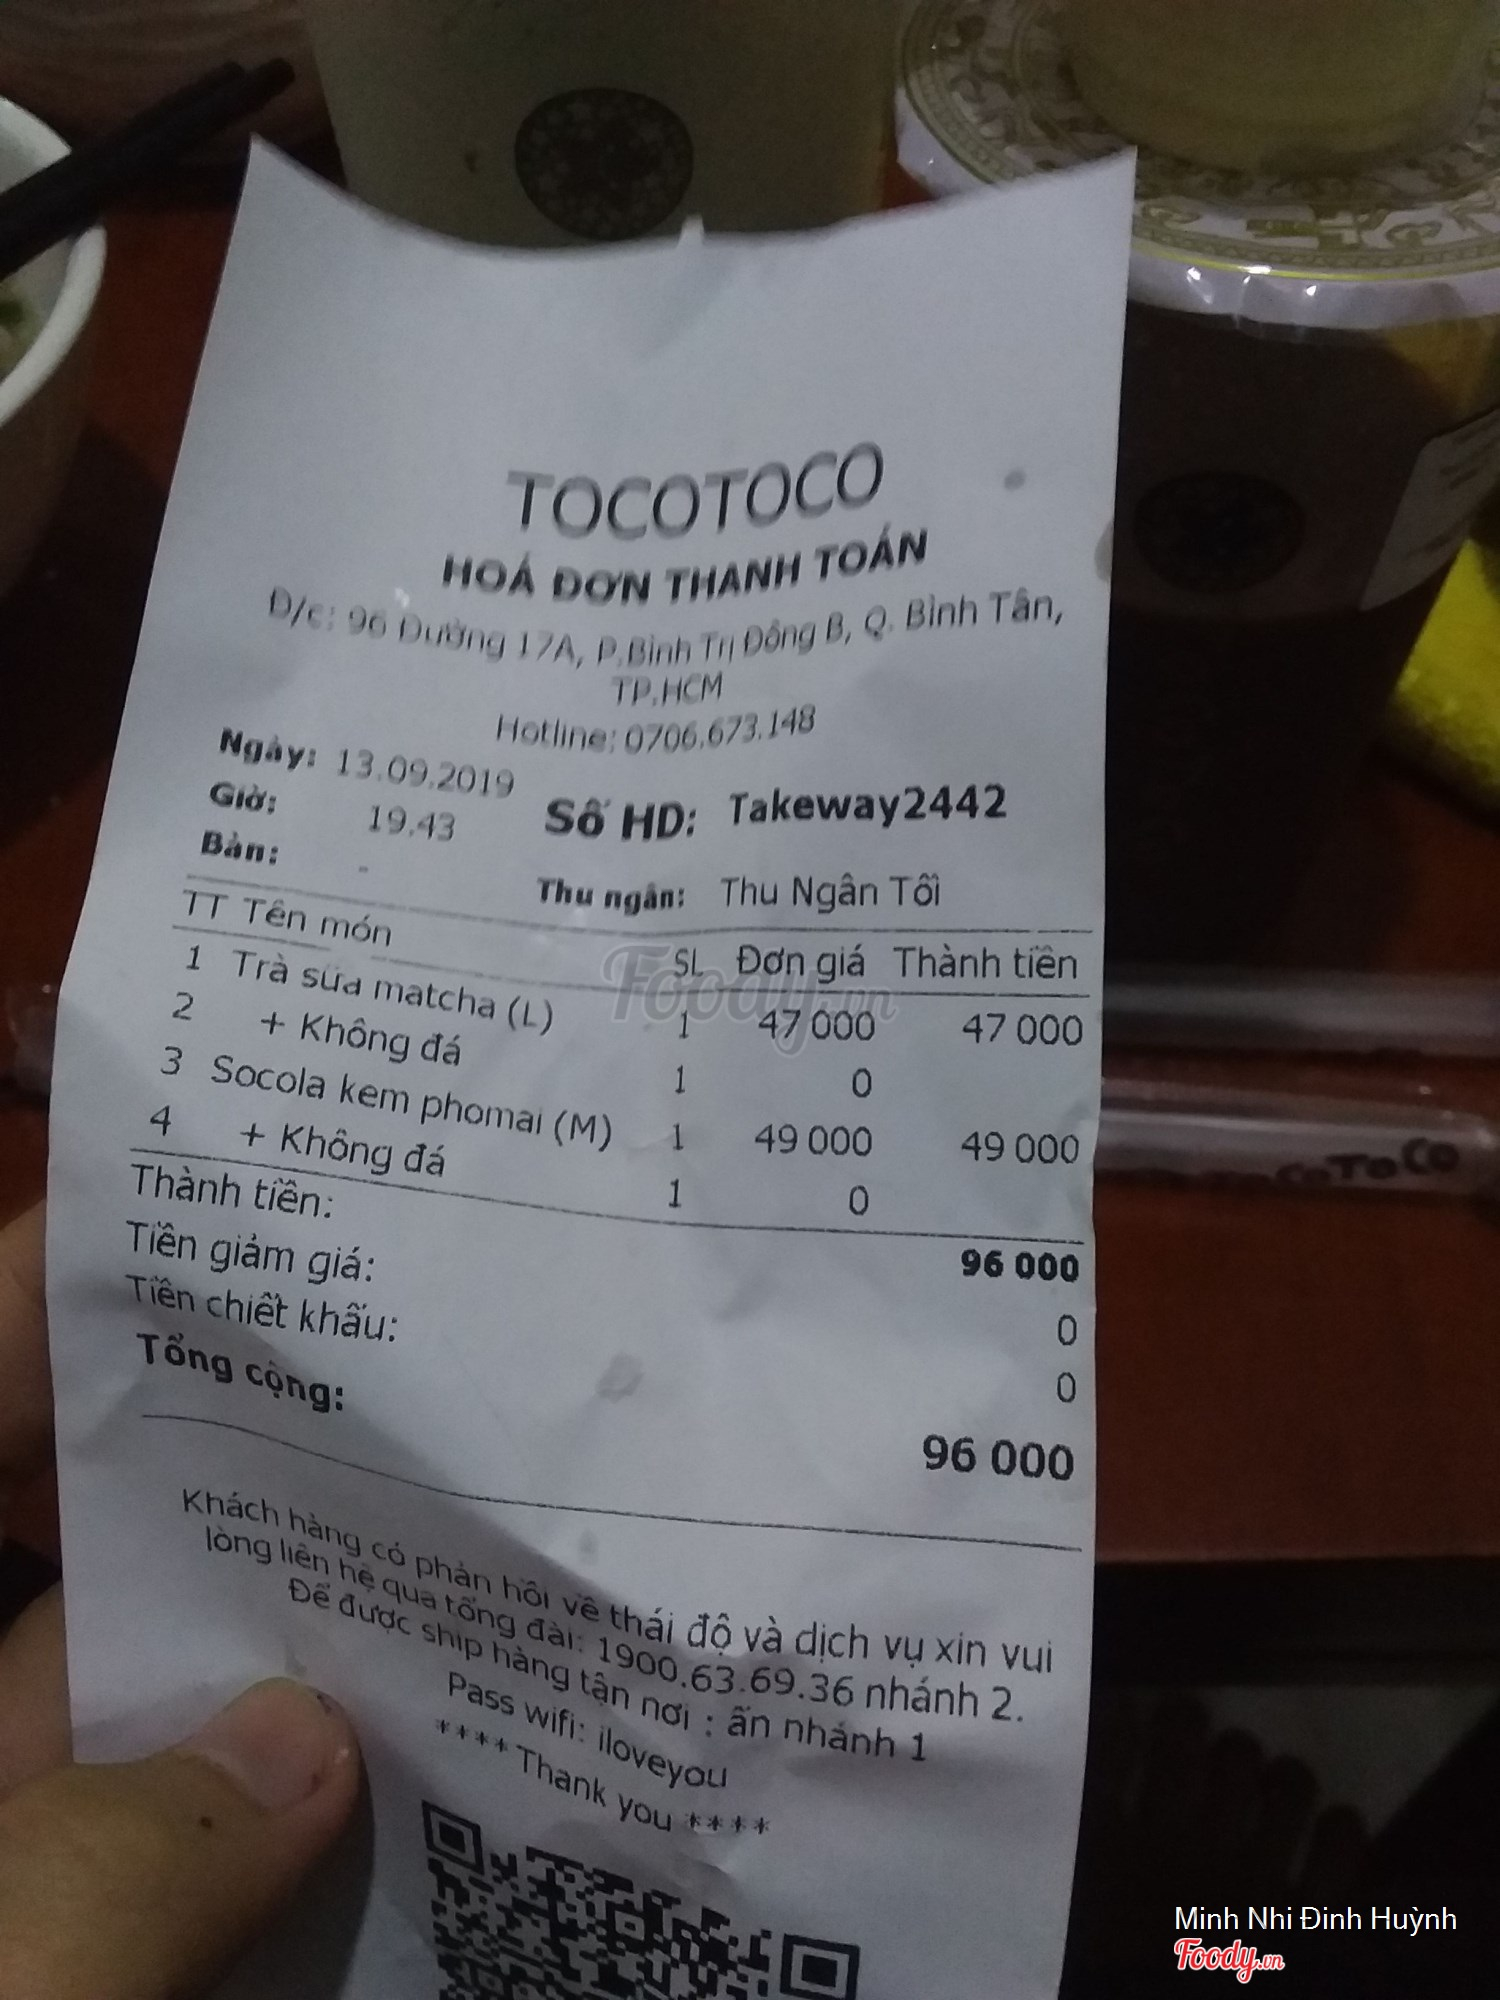 TOCOTOCO
HOÁ ĐƠN THANH TOÁN
Đ/c: 96 Đường 17A, P.Bình Trị Đông B, Q. Bình Tân,
TP.HCM
Hotline: 0706.673.148
Ngày: 13.09.2019
Giờ: 19.43 Số HD: Takeway2442
Bàn: - Thu ngân: Thu Ngân Tối
TT Tên món SL Đơn giá Thành tiền
1 Trà sữa matcha (L) 1 47 000 47 000
2 + Không đá 1 0
3 Socola kem phomai (M) 1 49 000 49 000
4 + Không đá 1 0
Thành tiền: 96 000
Tiền giảm giá: 0
Tiền chiết khấu: 0
Tổng cộng: 96 000
Khách hàng có phản hồi về thái độ và dịch vụ xin vui
lòng liên hệ qua tổng đài: 1900.63.69.36 nhánh 2.
Để được ship hàng tận nơi : ấn nhánh 1
Pass wifi: iloveyou
**** Thank you ****
Foody.vn
TOCOTOCO
Minh Nhi Đinh Huỳnh
Foody.vn